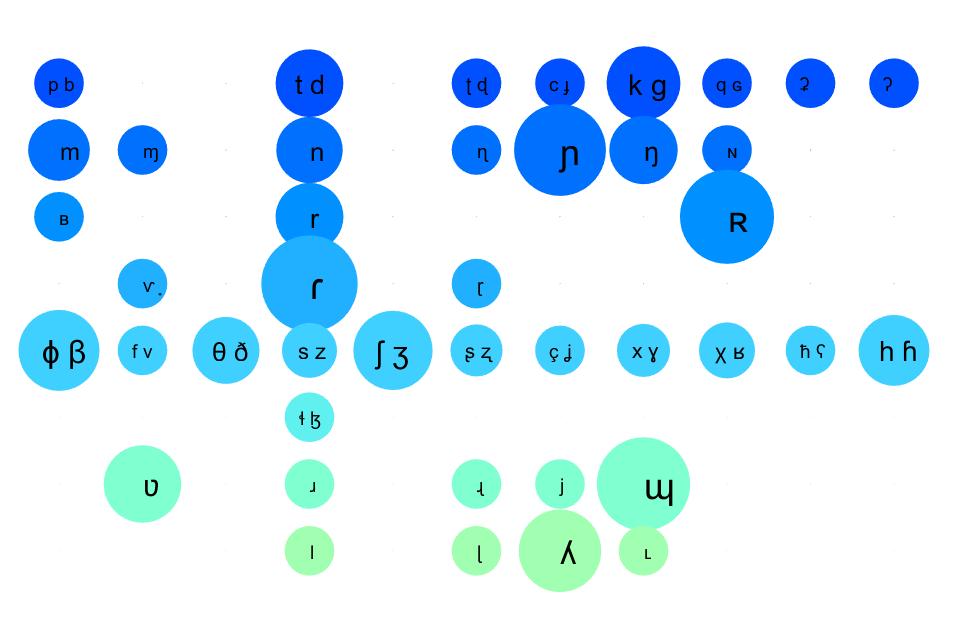 p b t d ʈ ɖ c ɟ k g q ɢ ʡ ʔ
m ɱ n ɳ ɲ ŋ ɴ
ʙ r ʀ
ⱱ ɾ ɽ
ɸ β f v θ ð s z ʃ ʒ ʂ ʐ ç ʝ x ɣ χ ʁ ħ ʕ h ɦ
ɬ ɮ
ʋ ɹ ɻ j ɰ
l ɭ ʎ ʟ